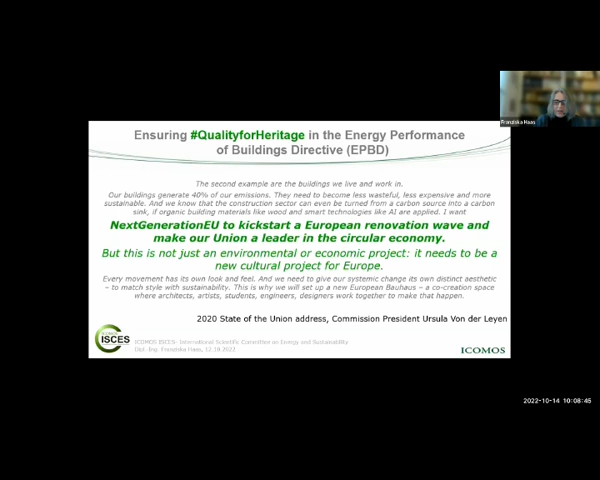 Franziska Haas
Ensuring #QualityforHeritage in the Energy Performance
of Buildings Directive (EPBD)
The second example are the buildings we live and work in.
Our buildings generate 40% of our emissions. They need to become less wasteful, less expensive and more
sustainable. And we know that the construction sector can even be turned from a carbon source into a carbon
sink, if organic building materials like wood and smart technologies like AI are applied. I want
NextGenerationEU to kickstart a European renovation wave and
make our Union a leader in the circular economy.
But this is not just an environmental or economic project: it needs to be a
new cultural project for Europe.
Every movement has its own look and feel. And we need to give our systemic change its own distinct aesthetic
– to match style with sustainability. This is why we will set up a new European Bauhaus – a co-creation space
where architects, artists, students, engineers, designers work together to make that happen.
2020 State of the Union address, Commission President Ursula Von der Leyen
ISCES
ICOMOS ISCES- International Scientific Committee on Energy and Sustainability
Dipl.-Ing. Franziska Haas, 12.10.2022
ICOMOS
2022-10-14 10:08:45